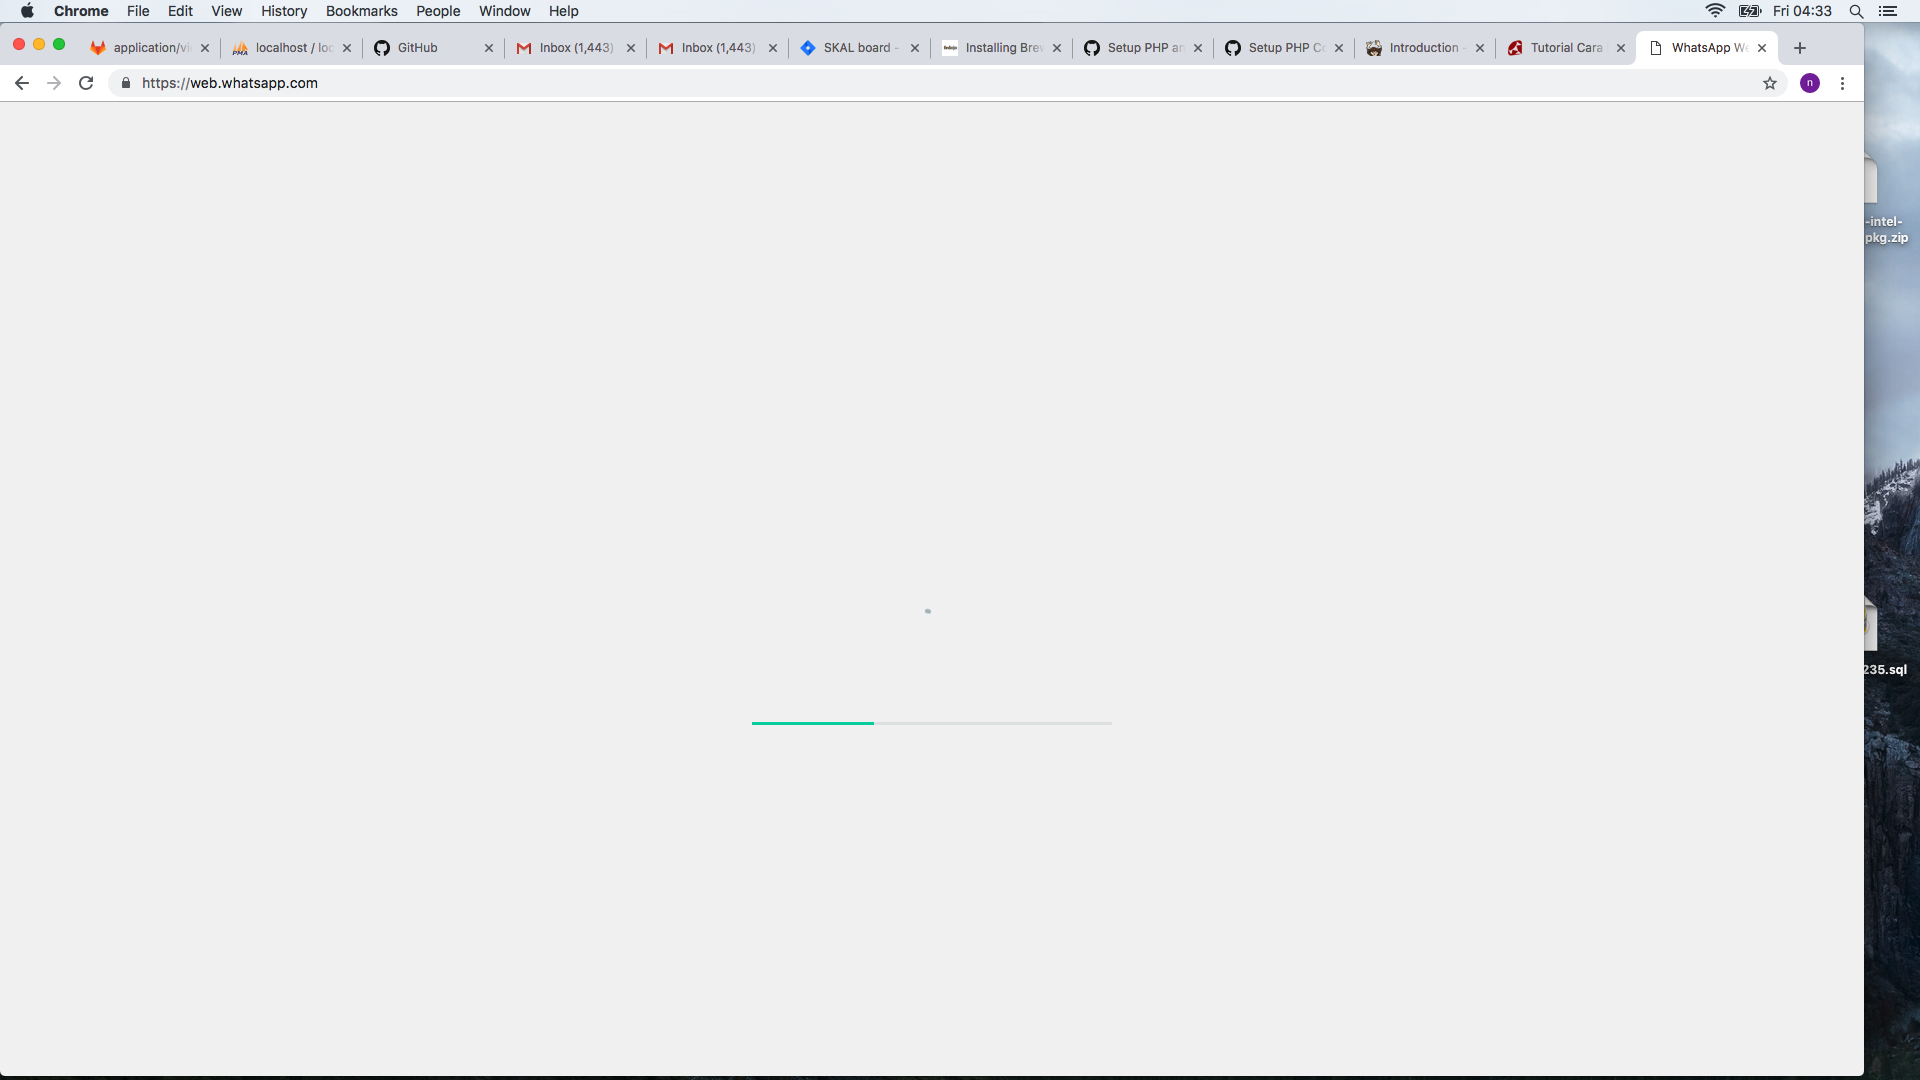 Chrome File Edit View History Bookmarks People Window Help Fri 04:33
application/vi localhost / loc GitHub Inbox (1,443) Inbox (1,443) SKAL board - Installing Brew Setup PHP an Setup PHP Co Introduction - Tutorial Cara WhatsApp We
https://web.whatsapp.com n
-intel-
pkg.zip
235.sql